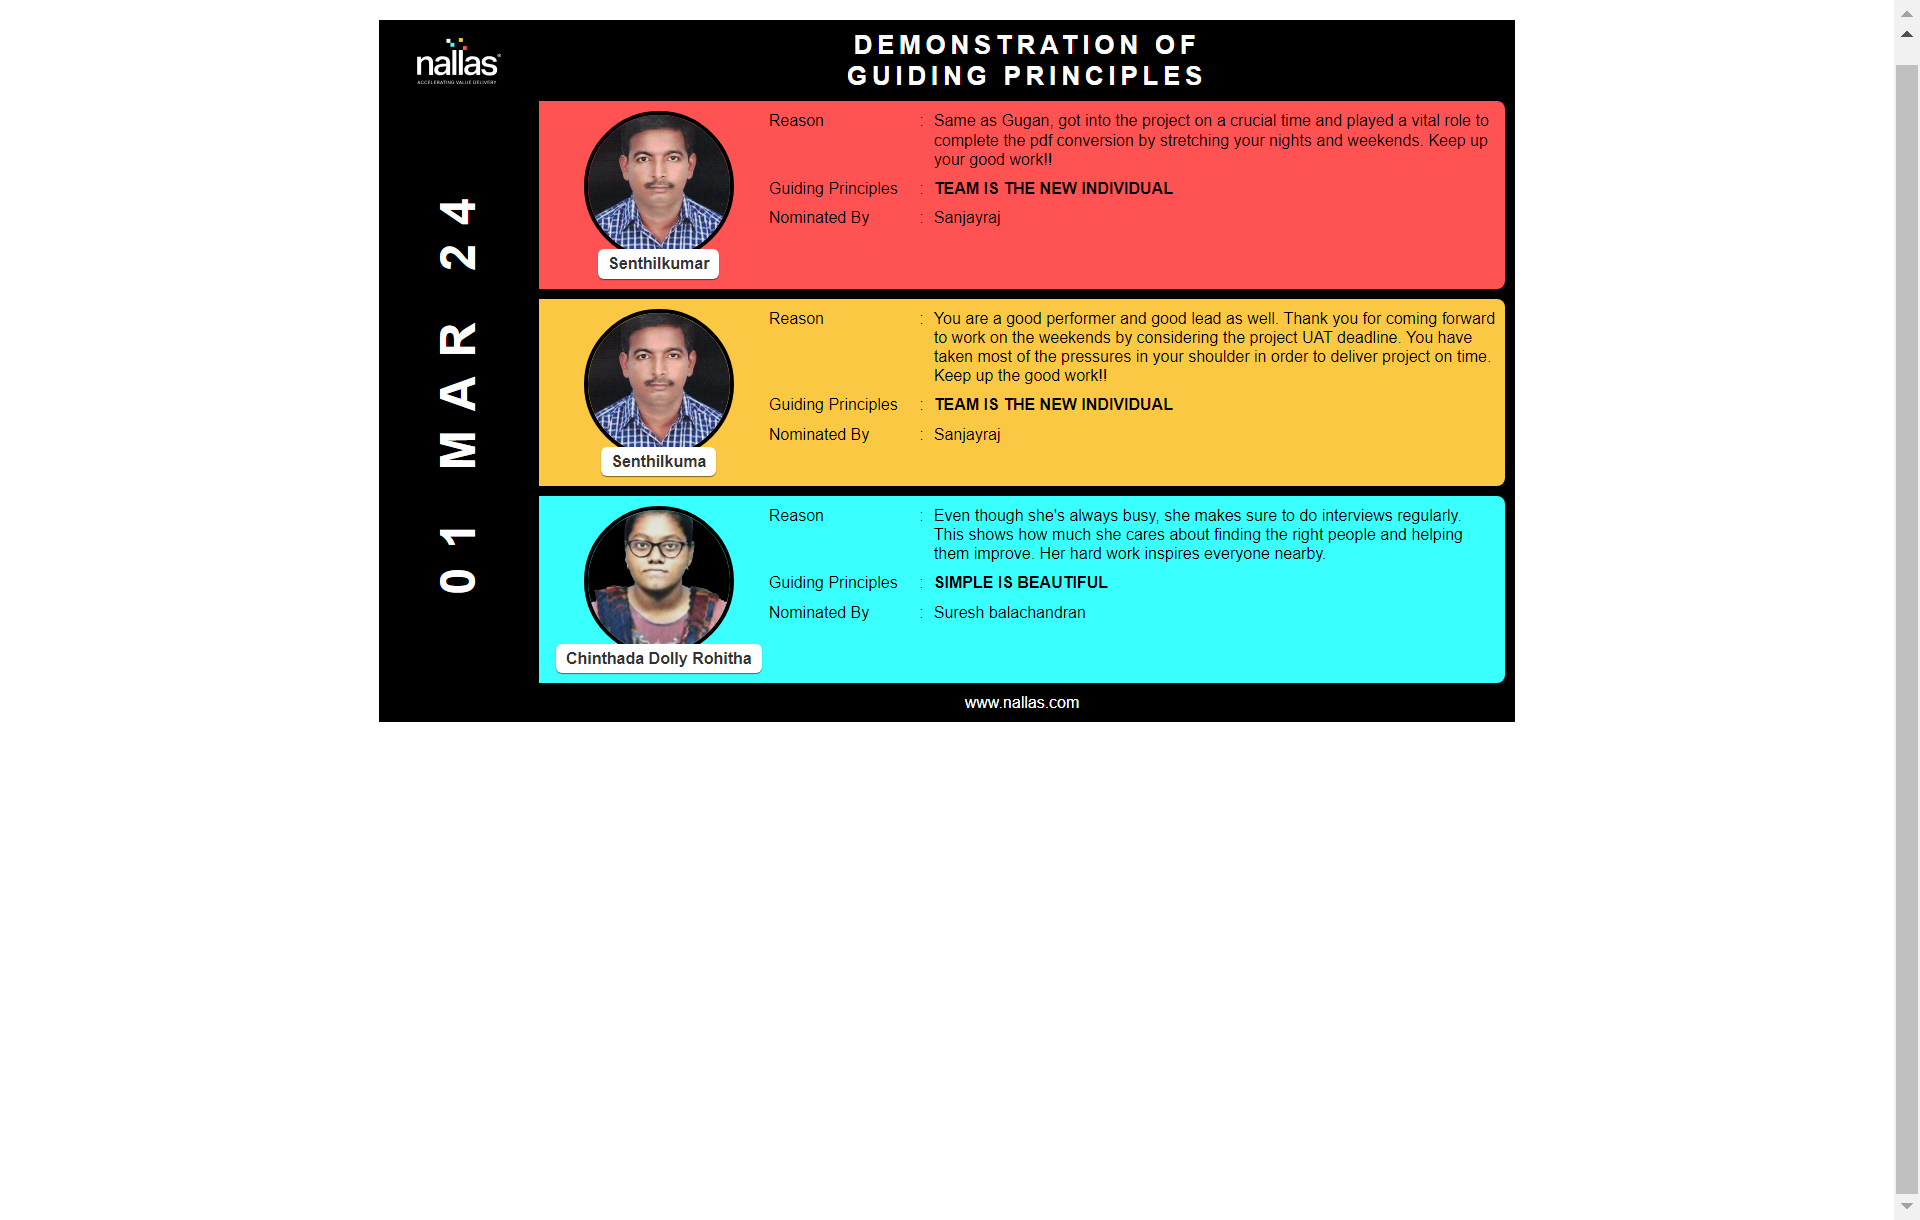 nallas
ACCELERATING VALUE DELIVERY
DEMONSTRATION OF
GUIDING PRINCIPLES
01 MAR 24
Senthilkumar
Reason : Same as Gugan, got into the project on a crucial time and played a vital role to
complete the pdf conversion by stretching your nights and weekends. Keep up
your good work!!
Guiding Principles : TEAM IS THE NEW INDIVIDUAL
Nominated By : Sanjayraj
Senthilkuma
Reason : You are a good performer and good lead as well. Thank you for coming forward
to work on the weekends by considering the project UAT deadline. You have
taken most of the pressures in your shoulder in order to deliver project on time.
Keep up the good work!!
Guiding Principles : TEAM IS THE NEW INDIVIDUAL
Nominated By : Sanjayraj
Chinthada Dolly Rohitha
Reason : Even though she's always busy, she makes sure to do interviews regularly.
This shows how much she cares about finding the right people and helping
them improve. Her hard work inspires everyone nearby.
Guiding Principles : SIMPLE IS BEAUTIFUL
Nominated By : Suresh balachandran
www.nallas.com